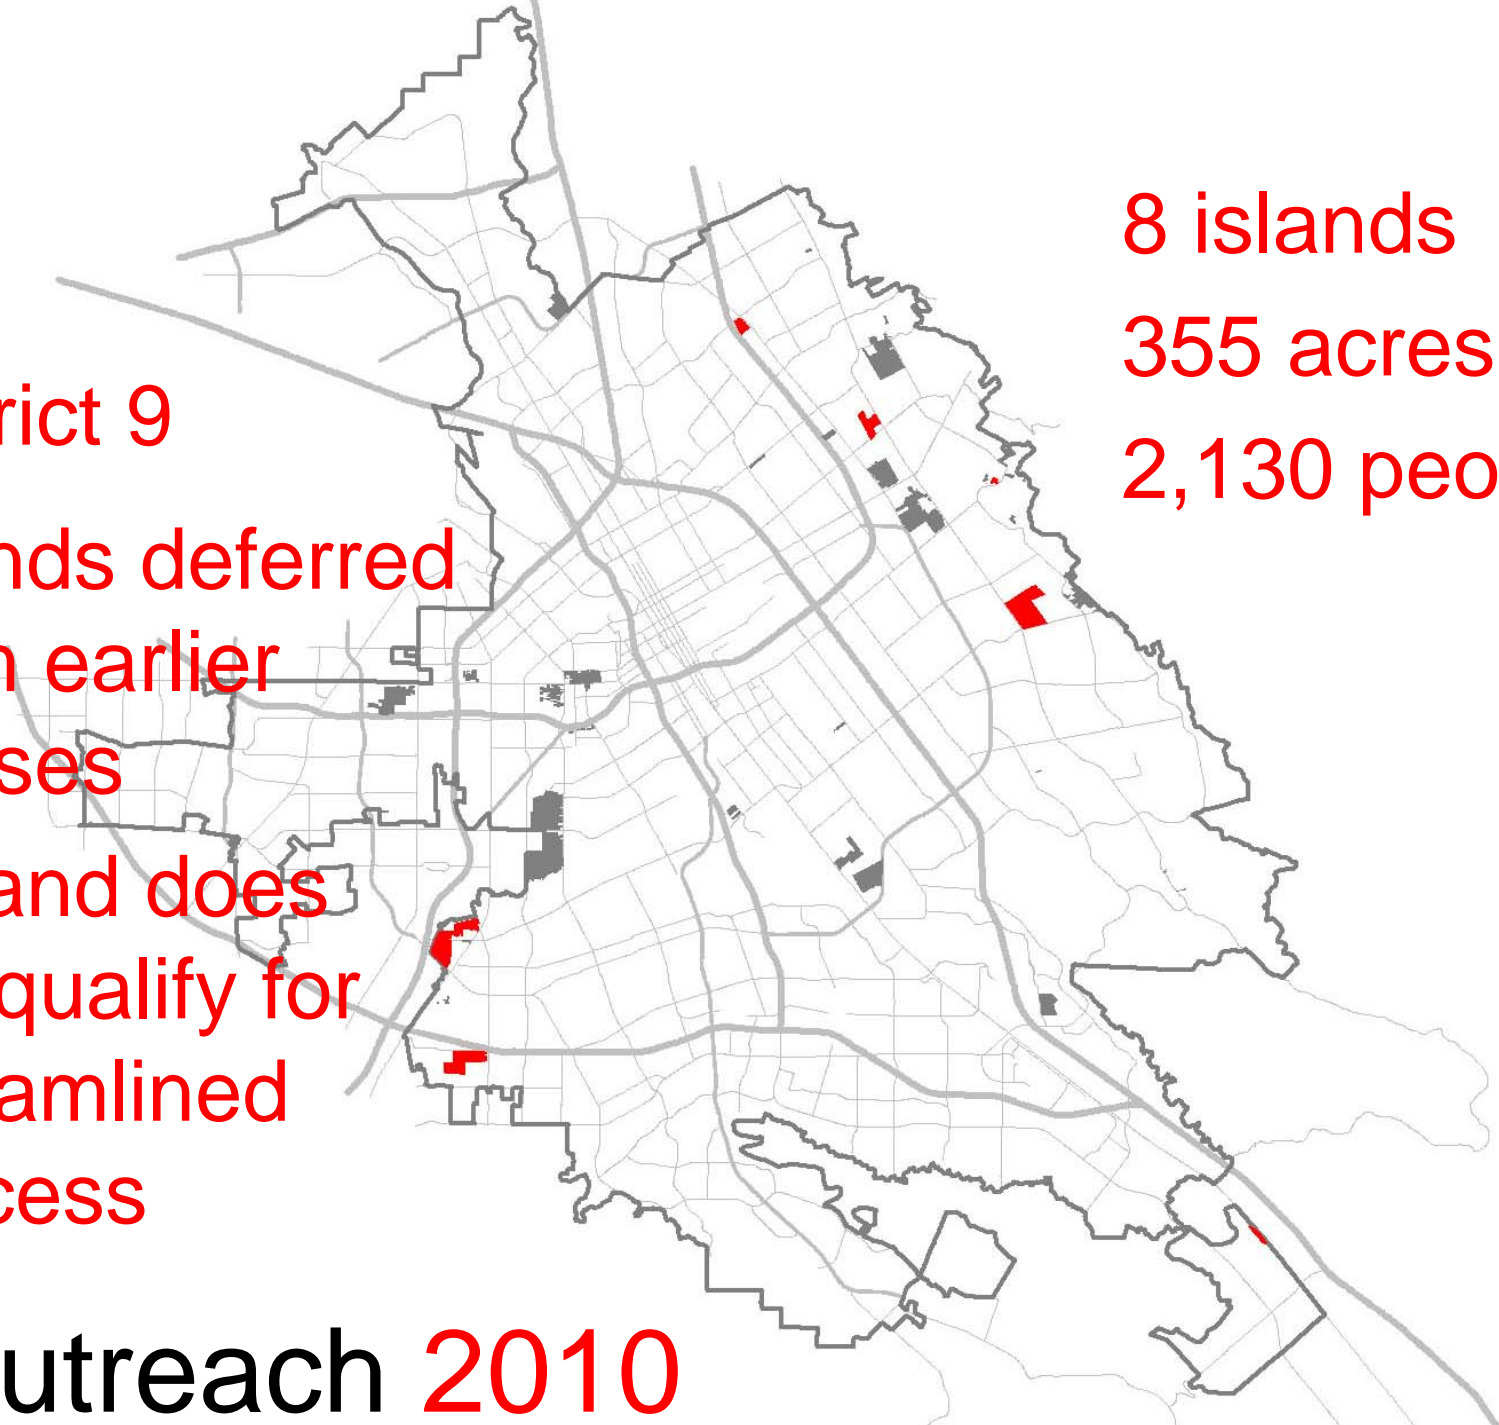 8 islands
355 acres
2,130 peo
rict 9
nds deferred
n earlier
ses
and does
qualify for
amlined
cess
utreach 2010